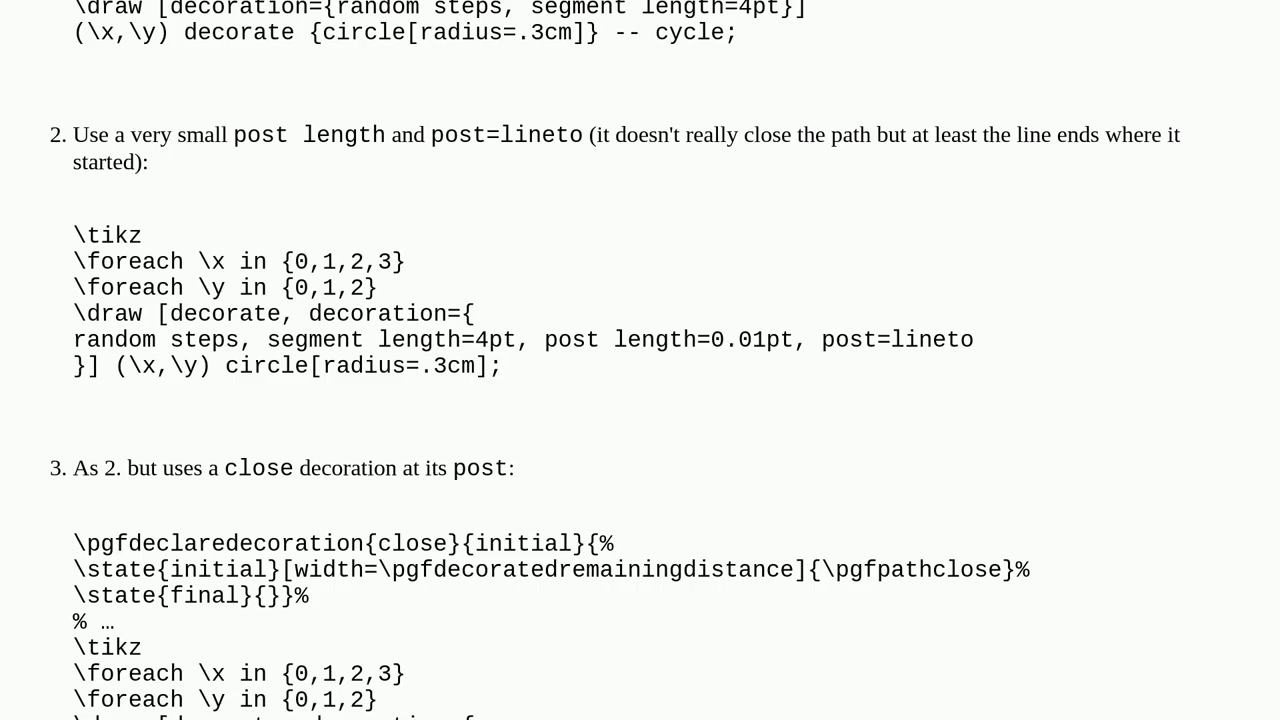 \draw [decoration={random steps, segment length=4pt}]
(\x,\y) decorate {circle[radius=.3cm]} -- cycle;
2. Use a very small post length and post=lineto (it doesn't really close the path but at least the line ends where it
started):
\tikz
\foreach \x in {0,1,2,3}
\foreach \y in {0,1,2}
\draw [decorate, decoration={
random steps, segment length=4pt, post length=0.01pt, post=lineto
}] (\x,\y) circle[radius=.3cm];
3. As 2. but uses a close decoration at its post:
\pgfdeclaredecoration{close}{initial}{%
\state{initial}[width=\pgfdecoratedremainingdistance]{\pgfpathclose}%
\state{final}{}}%
% …
\tikz
\foreach \x in {0,1,2,3}
\foreach \y in {0,1,2}